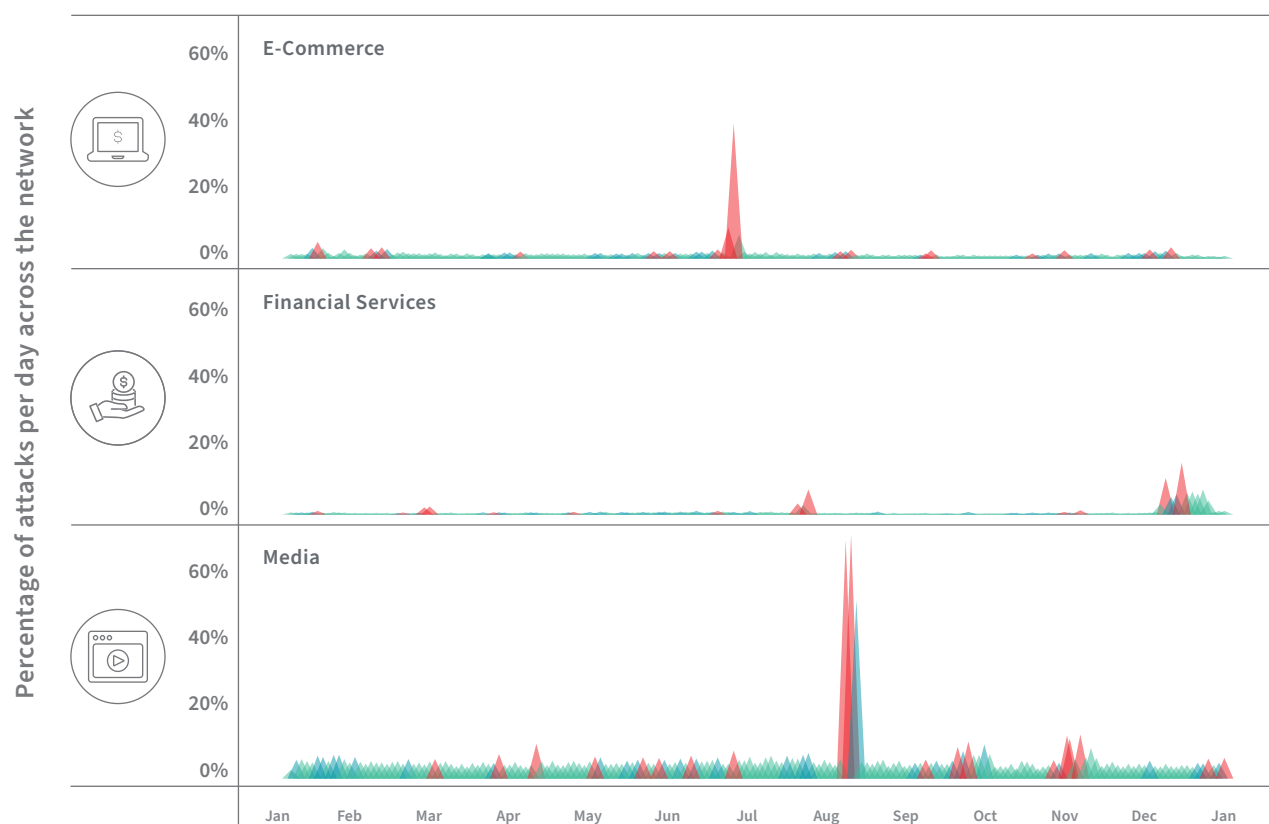 Percentage of attacks per day across the network
E-Commerce
60%
40%
$
20%
0%
Financial Services
60%
40%
$
20%
0%
Media
60%
40%
20%
0%
Jan Feb Mar Apr May Jun Jul Aug Sep Oct Nov Dec Jan